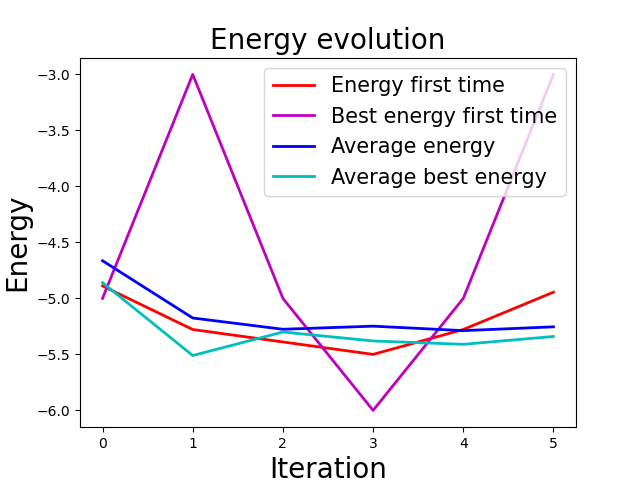 Energy evolution
Energy
−3.0
−3.5
−4.0
−4.5
−5.0
−5.5
−6.0
Energy first time
Best energy first time
Average energy
Average best energy
0 1 2 3 4 5
Iteration